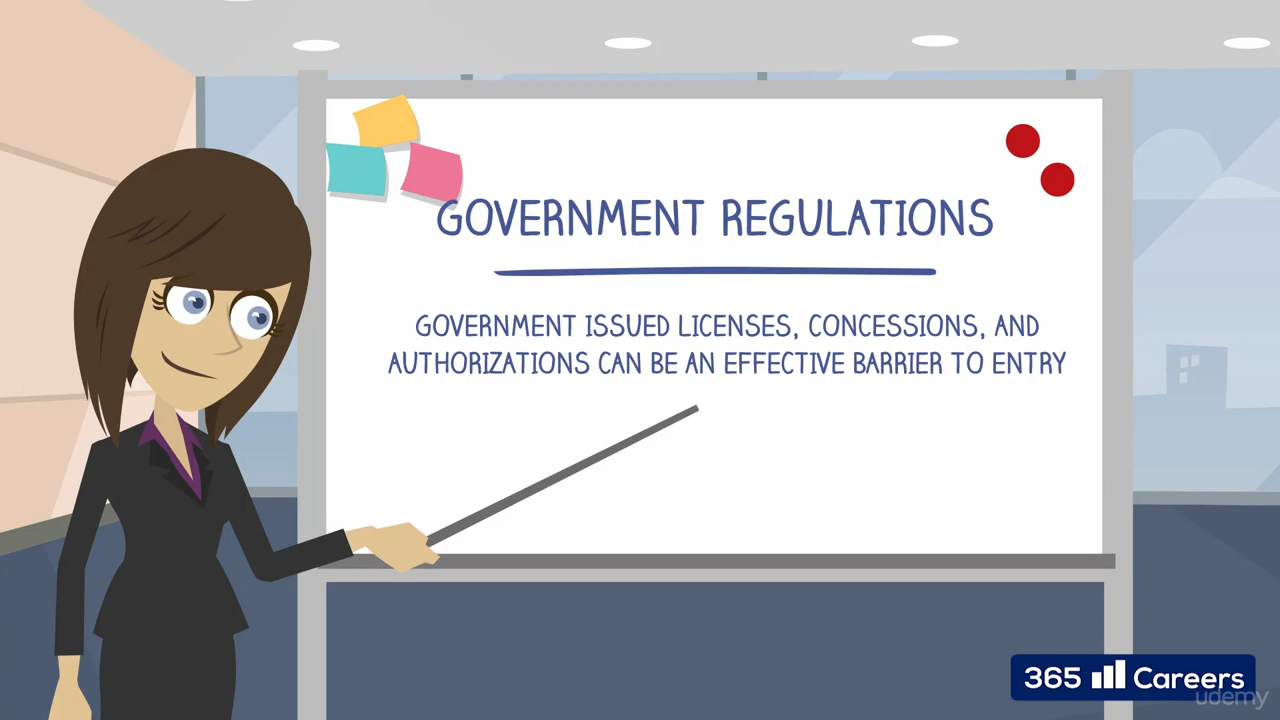 GOVERNMENT REGULATIONS
GOVERNMENT ISSUED LICENSES, CONCESSIONS, AND
AUTHORIZATIONS CAN BE AN EFFECTIVE BARRIER TO ENTRY
365 Careers
udemy